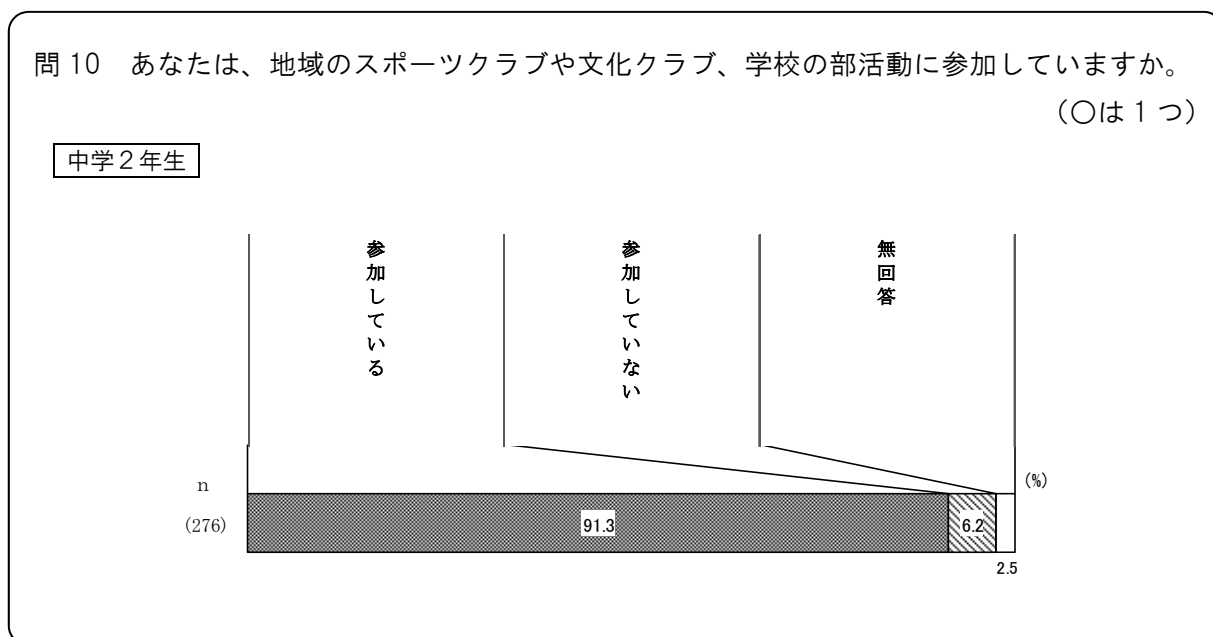 問 10　あなたは、地域のスポーツクラブや文化クラブ、学校の部活動に参加していますか。
（○は 1 つ）
中学２年生
参加している
参加していない
無回答
n
(%)
(276)
91.3
6.2
2.5